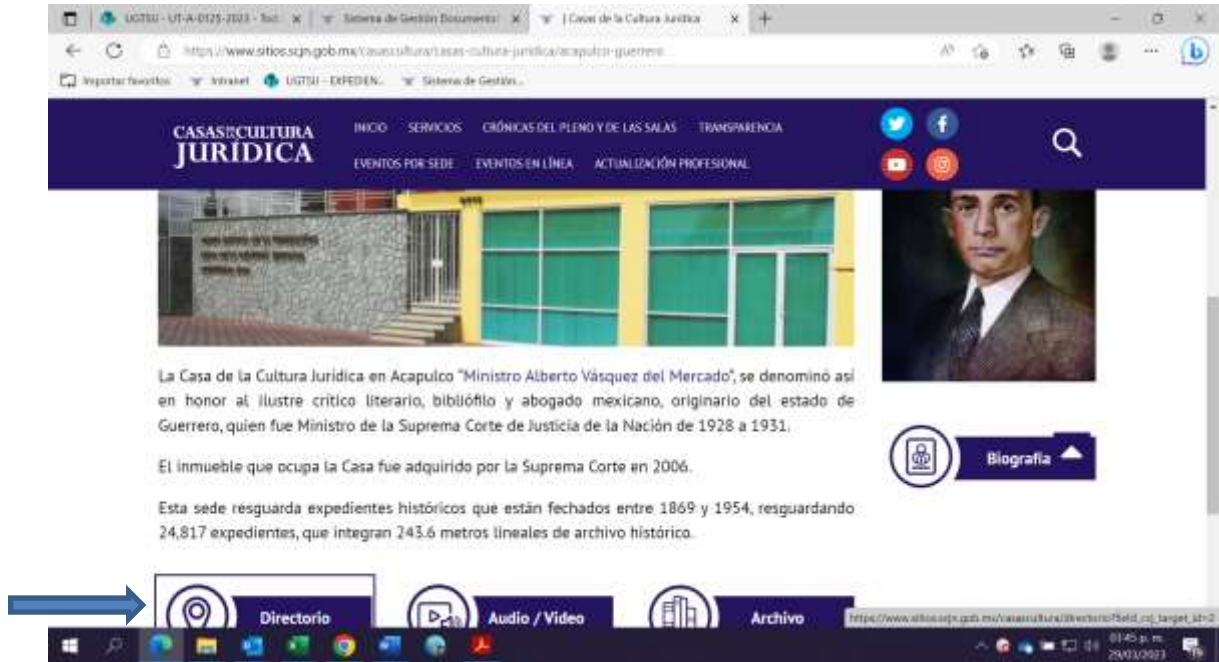 UGTSU - UT-A-0125-2023 - Tod
Sistema de Gestión Documental
| Casas de la Cultura Jurídica
https://www.sitios.scjn.gob.mx/casascultura/casas-cultura-juridica/acapulco-guerrero
Importar favoritos
Intranet
UGTSU - EXPEDIEN...
Sistema de Gestión...
CASAS DE LA CULTURA
JURÍDICA
INICIO SERVICIOS CRÓNICAS DEL PLENO Y DE LAS SALAS TRANSPARENCIA
EVENTOS POR SEDE EVENTOS EN LÍNEA ACTUALIZACIÓN PROFESIONAL
La Casa de la Cultura Jurídica en Acapulco "Ministro Alberto Vásquez del Mercado", se denominó así
en honor al ilustre crítico literario, bibliófilo y abogado mexicano, originario del estado de
Guerrero, quien fue Ministro de la Suprema Corte de Justicia de la Nación de 1928 a 1931.
El inmueble que ocupa la Casa fue adquirido por la Suprema Corte en 2006.
Esta sede resguarda expedientes históricos que están fechados entre 1869 y 1954, resguardando
24,817 expedientes, que integran 243.6 metros lineales de archivo histórico.
Biografía
Directorio
Audio / Video
Archivo
03:45 p. m.
29/03/2023